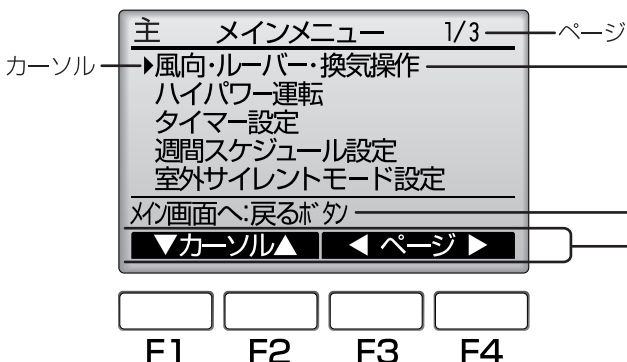 主 メインメニュー 1/3
ページ
カーソル
風向・ルーバー・換気操作
ハイパワー運転
タイマー設定
週間スケジュール設定
室外サイレントモード設定
メイン画面へ:戻るボタン
▼カーソル▲ ◀ ページ ▶
F1 F2 F3 F4